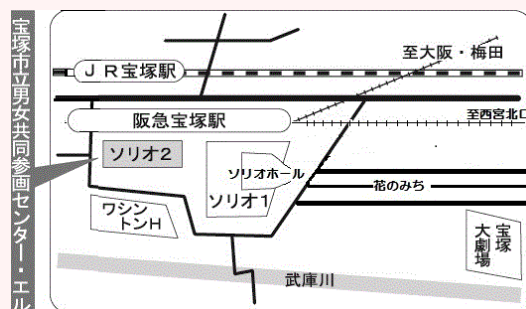 宝塚市立男女共同参画センター・エル
JR宝塚駅
至大阪・梅田
阪急宝塚駅
至西宮北口
ソリオ2
ソリオホール
ソリオ1
花のみち
ワシン
トンH
宝塚
大劇場
武庫川